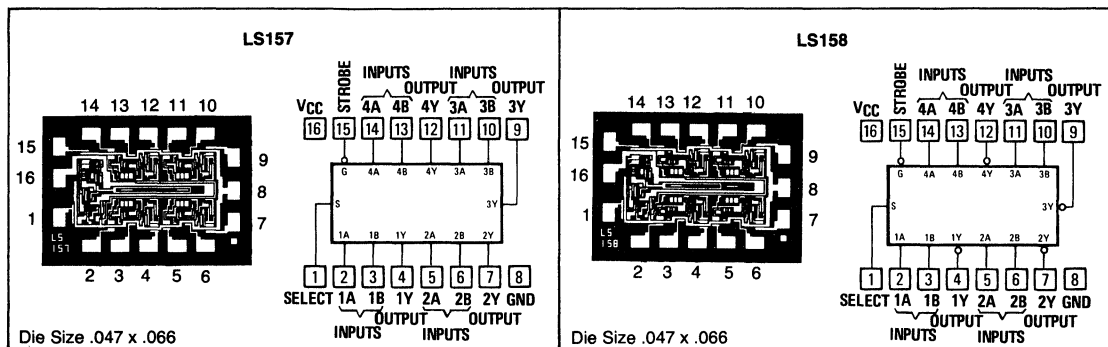 LS157
INPUTS INPUTS
STROBE OUTPUT OUTPUT
VCC 4A 4B 4Y 3A 3B 3Y
14 13 12 11 10
16 15 14 13 12 11 10 9
15
16
1
9
8
7
G 4A 4B 4Y 3A 3B
S 3Y
1A 1B 1Y 2A 2B 2Y
LS
157
2 3 4 5 6
1 2 3 4 5 6 7 8
SELECT 1A 1B 1Y 2A 2B 2Y GND
OUTPUT OUTPUT
INPUTS INPUTS
Die Size .047 x .066
LS158
INPUTS INPUTS
STROBE OUTPUT OUTPUT
VCC 4A 4B 4Y 3A 3B 3Y
14 13 12 11 10
16 15 14 13 12 11 10 9
15
16
1
9
8
7
G 4A 4B 4Y 3A 3B
S 3Y
1A 1B 1Y 2A 2B 2Y
LS
158
2 3 4 5 6
1 2 3 4 5 6 7 8
SELECT 1A 1B 1Y 2A 2B 2Y GND
OUTPUT OUTPUT
INPUTS INPUTS
Die Size .047 x .066